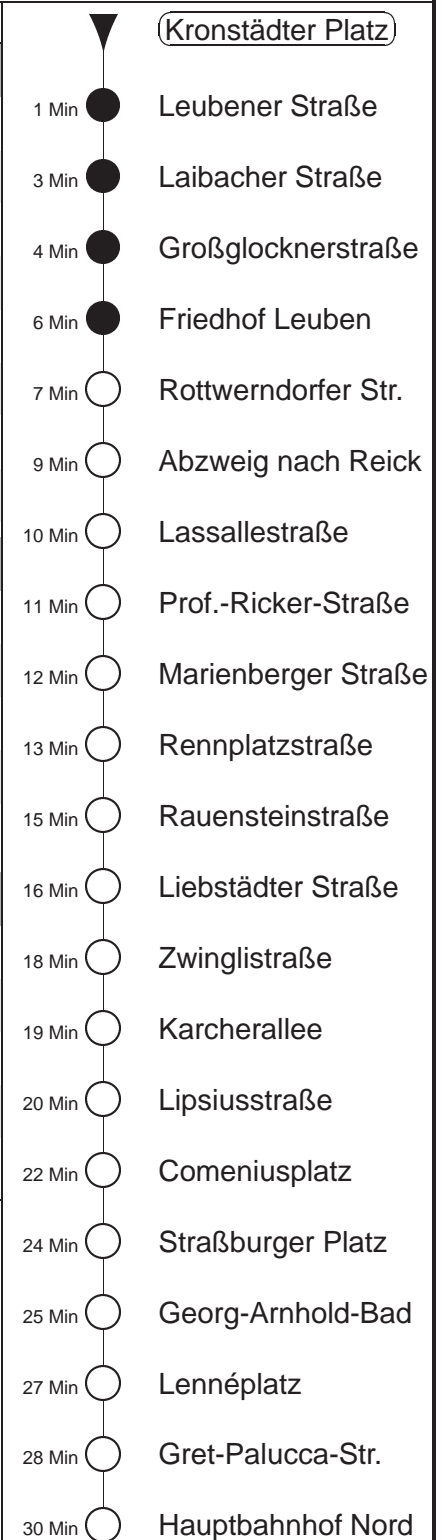 Kronstädter Platz
1 Min Leubener Straße
3 Min Laibacher Straße
4 Min Großglocknerstraße
6 Min Friedhof Leuben
7 Min Rottwerndorfer Str.
9 Min Abzweig nach Reick
10 Min Lassallestraße
11 Min Prof.-Ricker-Straße
12 Min Marienberger Straße
13 Min Rennplatzstraße
15 Min Rauensteinstraße
16 Min Liebstädter Straße
18 Min Zwinglistraße
19 Min Karcherallee
20 Min Lipsiusstraße
22 Min Comeniusplatz
24 Min Straßburger Platz
25 Min Georg-Arnhold-Bad
27 Min Lennéplatz
28 Min Gret-Palucca-Str.
30 Min Hauptbahnhof Nord